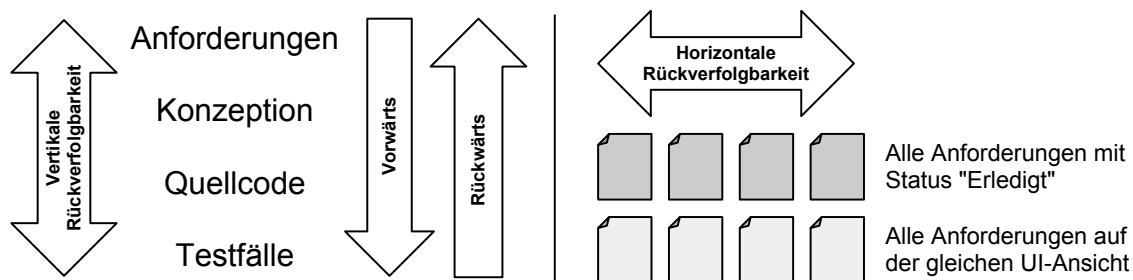 Vertikale
Rückverfolgbarkeit
Anforderungen
Konzeption
Quellcode
Testfälle
Vorwärts
Rückwärts
Horizontale
Rückverfolgbarkeit
Alle Anforderungen mit
Status "Erledigt"
Alle Anforderungen auf
der gleichen UI-Ansicht